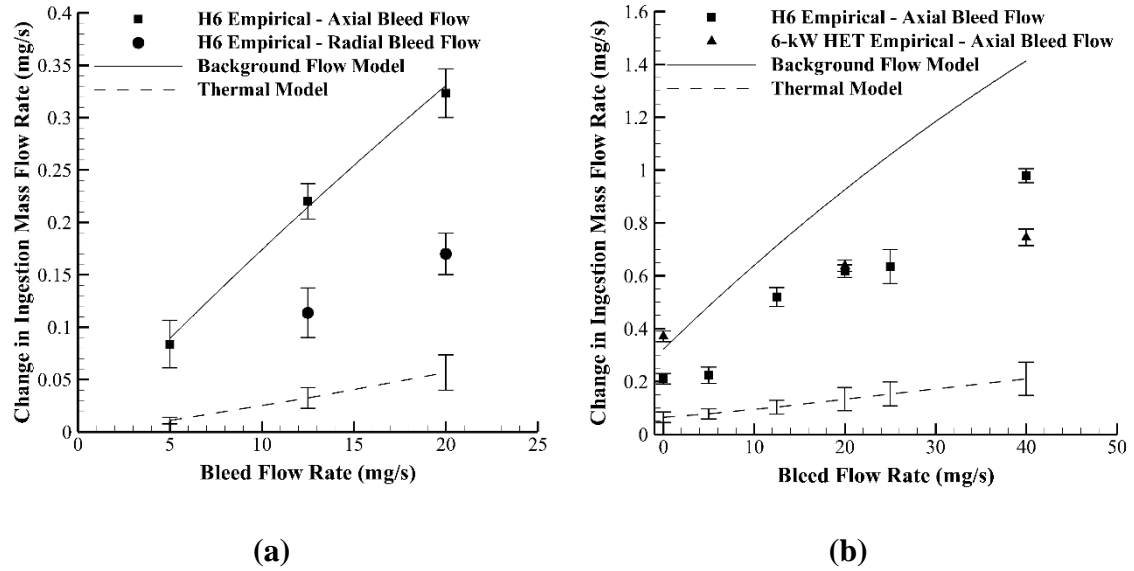 H6 Empirical - Axial Bleed Flow
H6 Empirical - Radial Bleed Flow
Background Flow Model
Thermal Model
Change in Ingestion Mass Flow Rate (mg/s)
0.4
0.35
0.3
0.25
0.2
0.15
0.1
0.05
0
0 5 10 15 20 25
Bleed Flow Rate (mg/s)
(a)
H6 Empirical - Axial Bleed Flow
6-kW HET Empirical - Axial Bleed Flow
Background Flow Model
Thermal Model
Change in Ingestion Mass Flow Rate (mg/s)
1.6
1.4
1.2
1
0.8
0.6
0.4
0.2
0
0 10 20 30 40 50
Bleed Flow Rate (mg/s)
(b)